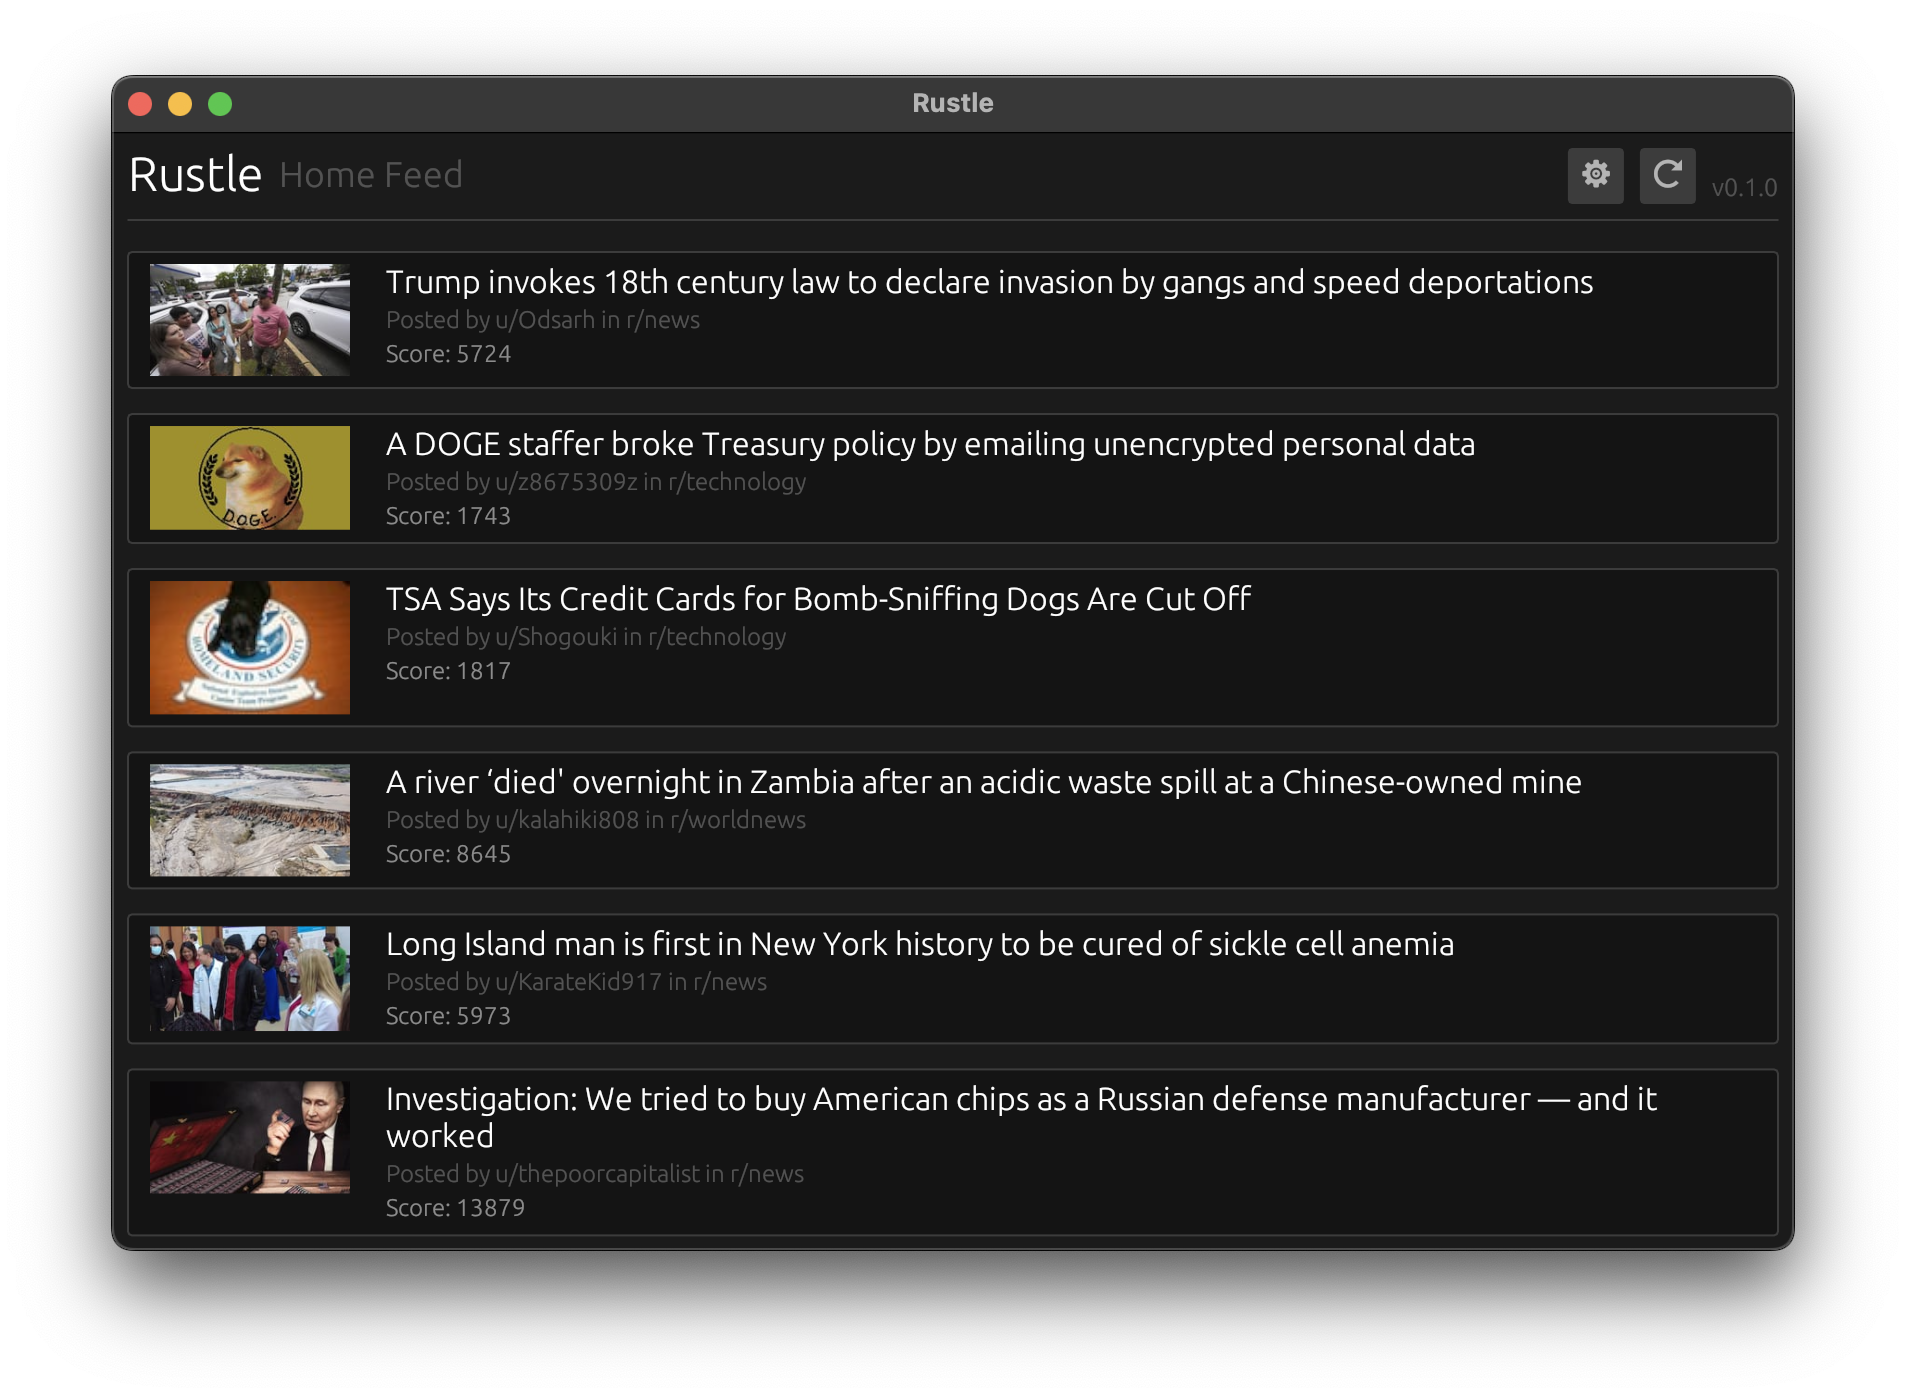 Rustle
Rustle Home Feed
v0.1.0
Trump invokes 18th century law to declare invasion by gangs and speed deportations
Posted by u/Odsarh in r/news
Score: 5724
D.O.G.E.
A DOGE staffer broke Treasury policy by emailing unencrypted personal data
Posted by u/z8675309z in r/technology
Score: 1743
HOMELAND SECURITY
National Explosives Detection
Canine Team Program
TSA Says Its Credit Cards for Bomb-Sniffing Dogs Are Cut Off
Posted by u/Shogouki in r/technology
Score: 1817
A river ‘died' overnight in Zambia after an acidic waste spill at a Chinese-owned mine
Posted by u/kalahiki808 in r/worldnews
Score: 8645
Long Island man is first in New York history to be cured of sickle cell anemia
Posted by u/KarateKid917 in r/news
Score: 5973
Investigation: We tried to buy American chips as a Russian defense manufacturer — and it
worked
Posted by u/thepoorcapitalist in r/news
Score: 13879